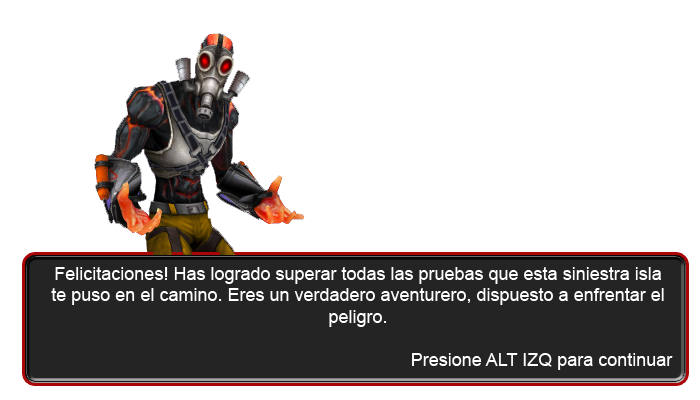 Felicitaciones! Has logrado superar todas las pruebas que esta siniestra isla
te puso en el camino. Eres un verdadero aventurero, dispuesto a enfrentar el
peligro.
Presione ALT IZQ para continuar